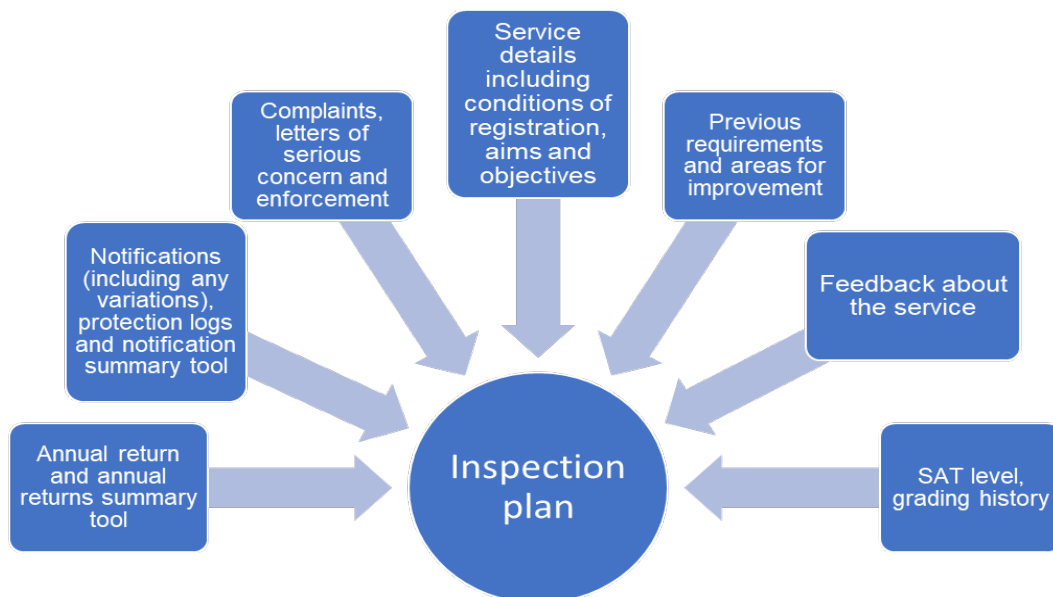 Service
details
including
conditions of
registration,
aims and
objectives
Complaints,
letters of
serious
concern and
enforcement
Previous
requirements
and areas for
improvement
Notifications
(including any
variations),
protection logs
and notification
summary tool
Feedback about
the service
Annual return
and annual
returns summary
tool
Inspection
plan
SAT level,
grading history